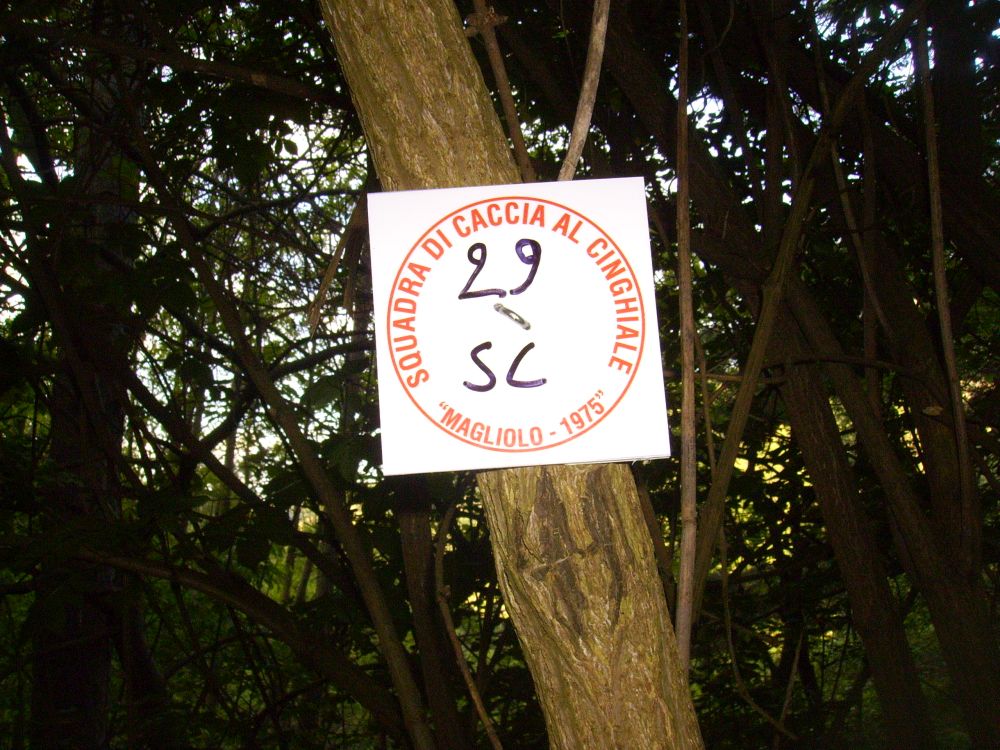 SQUADRA DI CACCIA AL CINGHIALE
29
SC
"MAGLIOLO - 1975"